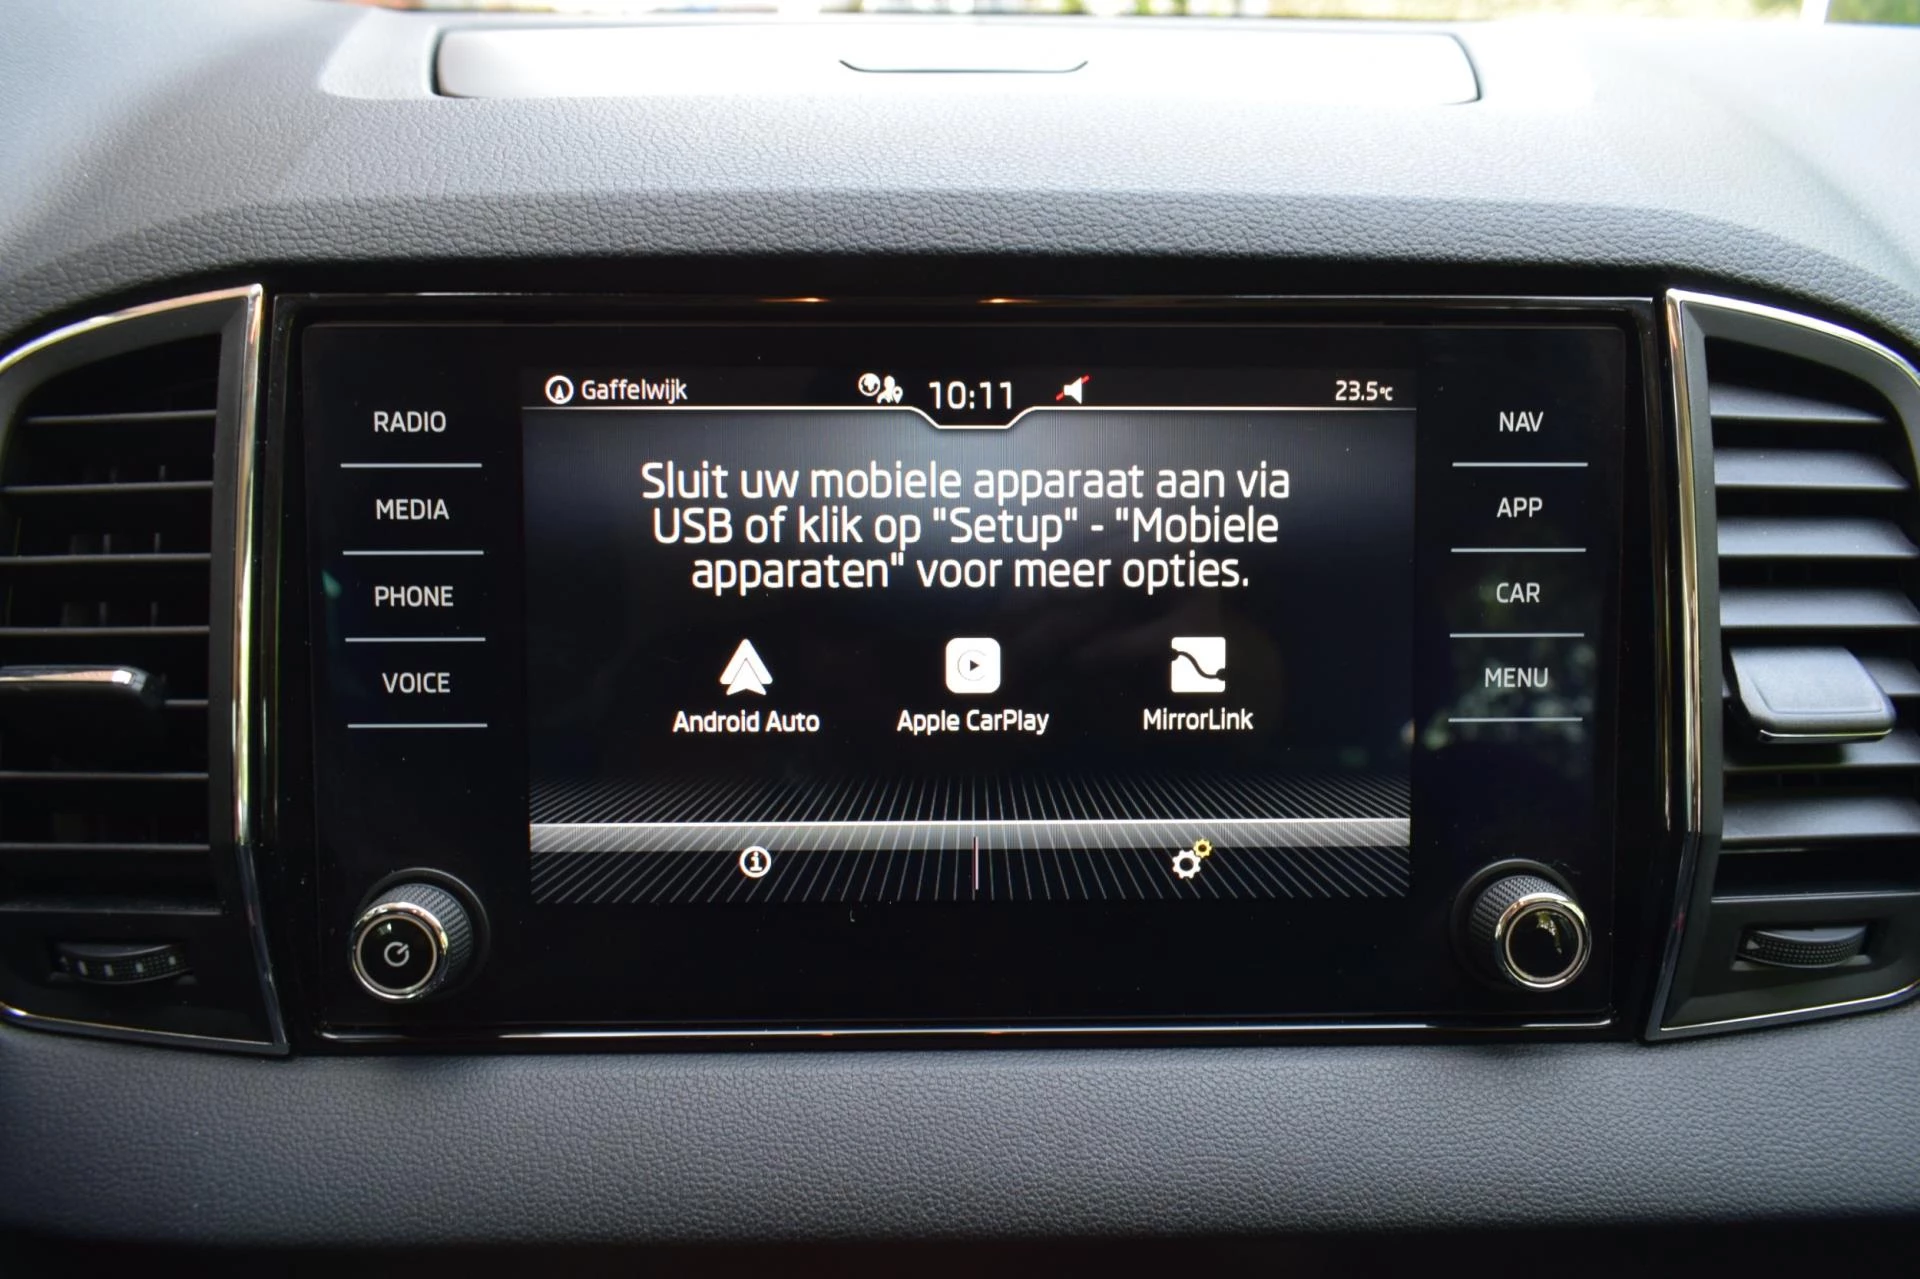 Gaffelwijk 10:11 23.5°C
RADIO
MEDIA
PHONE
VOICE
Sluit uw mobiele apparaat aan via
USB of klik op "Setup" - "Mobiele
apparaten" voor meer opties.
Android Auto Apple CarPlay MirrorLink
NAV
APP
CAR
MENU